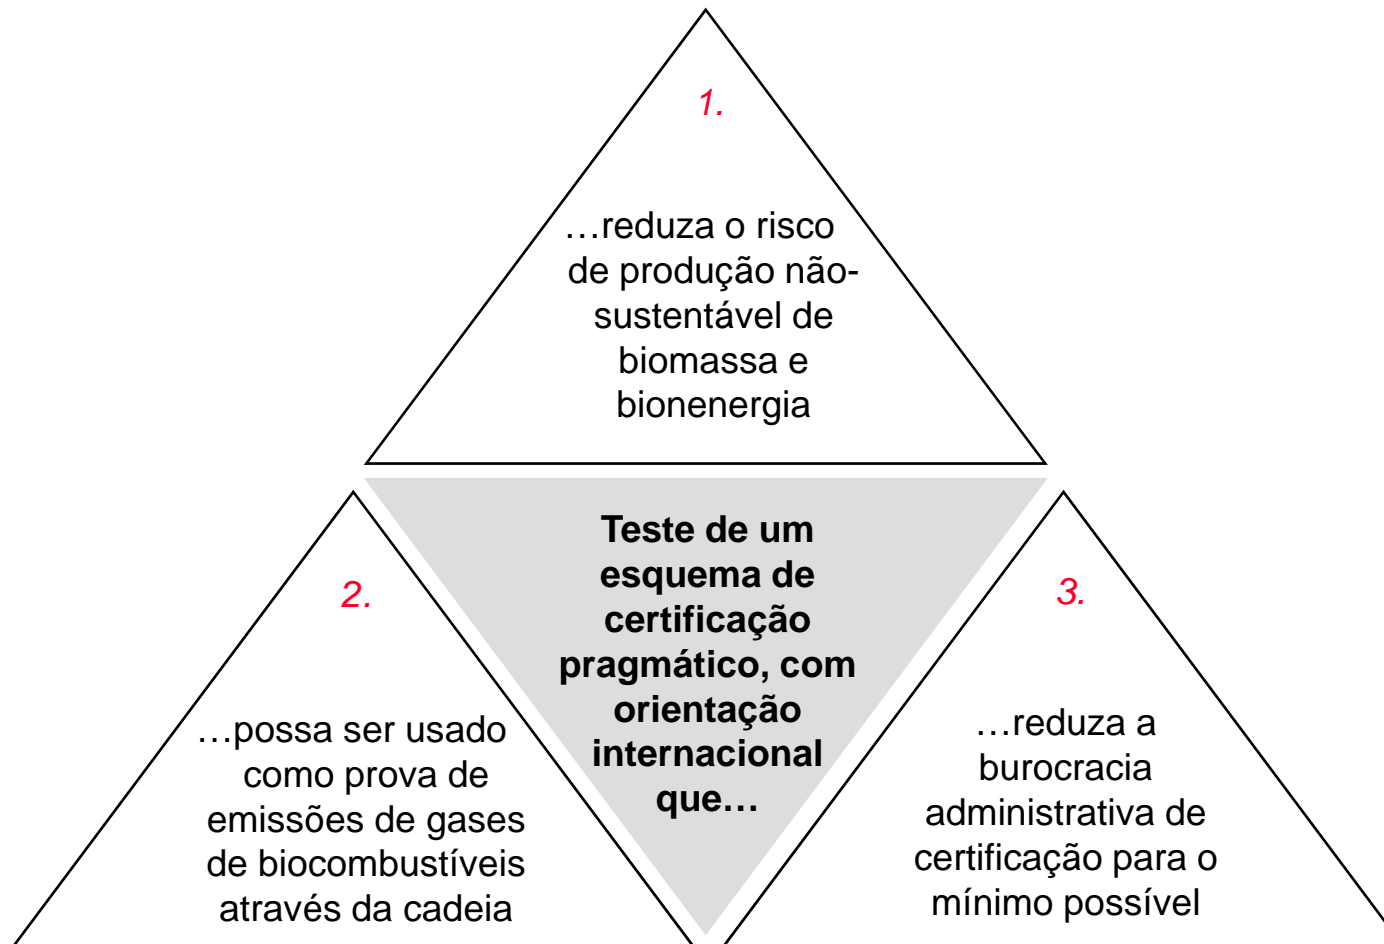 1.
…reduza o risco
de produção não-
sustentável de
biomassa e
bionenergia
Teste de um
esquema de
certificação
pragmático, com
orientação
internacional
que…
2.
…possa ser usado
como prova de
emissões de gases
de biocombustíveis
através da cadeia
3.
…reduza a
burocracia
administrativa de
certificação para o
mínimo possível